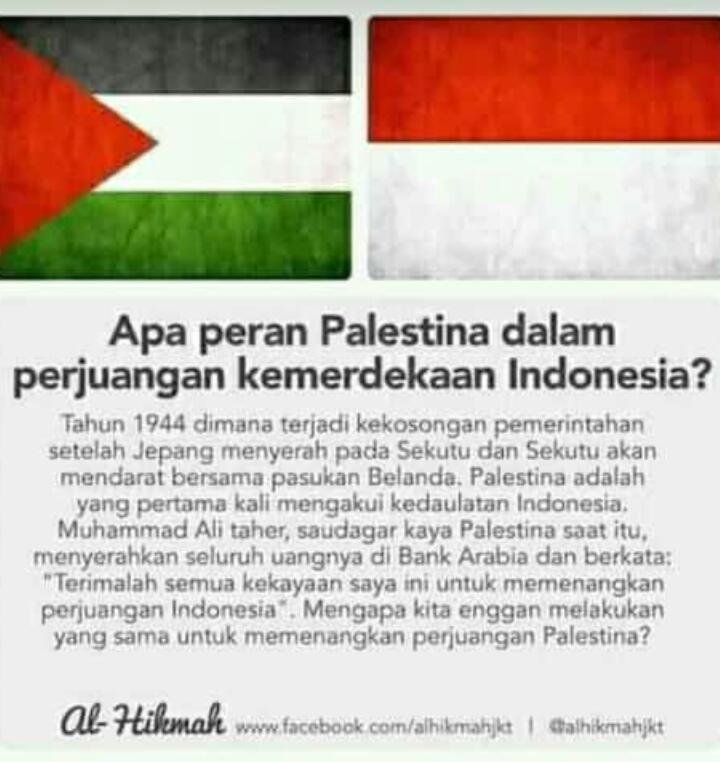 Apa peran Palestina dalam
perjuangan kemerdekaan Indonesia?
Tahun 1944 dimana terjadi kekosongan pemerintahan
setelah Jepang menyerah pada Sekutu dan Sekutu akan
mendarat bersama pasukan Belanda. Palestina adalah
yang pertama kali mengakui kedaulatan Indonesia.
Muhammad Ali taher, saudagar kaya Palestina saat itu,
menyerahkan seluruh uangnya di Bank Arabia dan berkata:
"Terimalah semua kekayaan saya ini untuk memenangkan
perjuangan Indonesia". Mengapa kita enggan melakukan
yang sama untuk memenangkan perjuangan Palestina?
Al-Hikmah www.facebook.com/alhikmahjkt | @alhikmahjkt